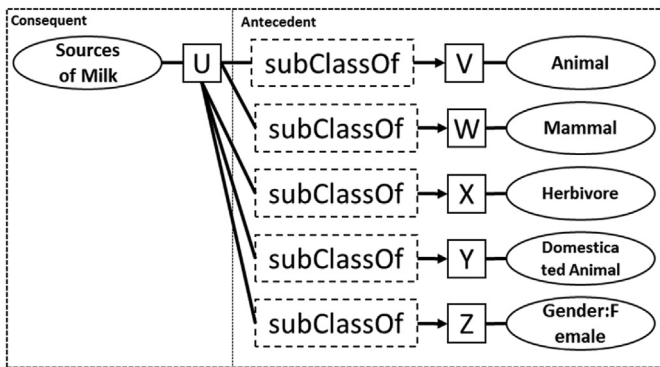 Consequent
Antecedent
Sources
of Milk
U
subClassOf
V
Animal
subClassOf
W
Mammal
subClassOf
X
Herbivore
subClassOf
Y
Domestica
ted Animal
subClassOf
Z
Gender:F
emale